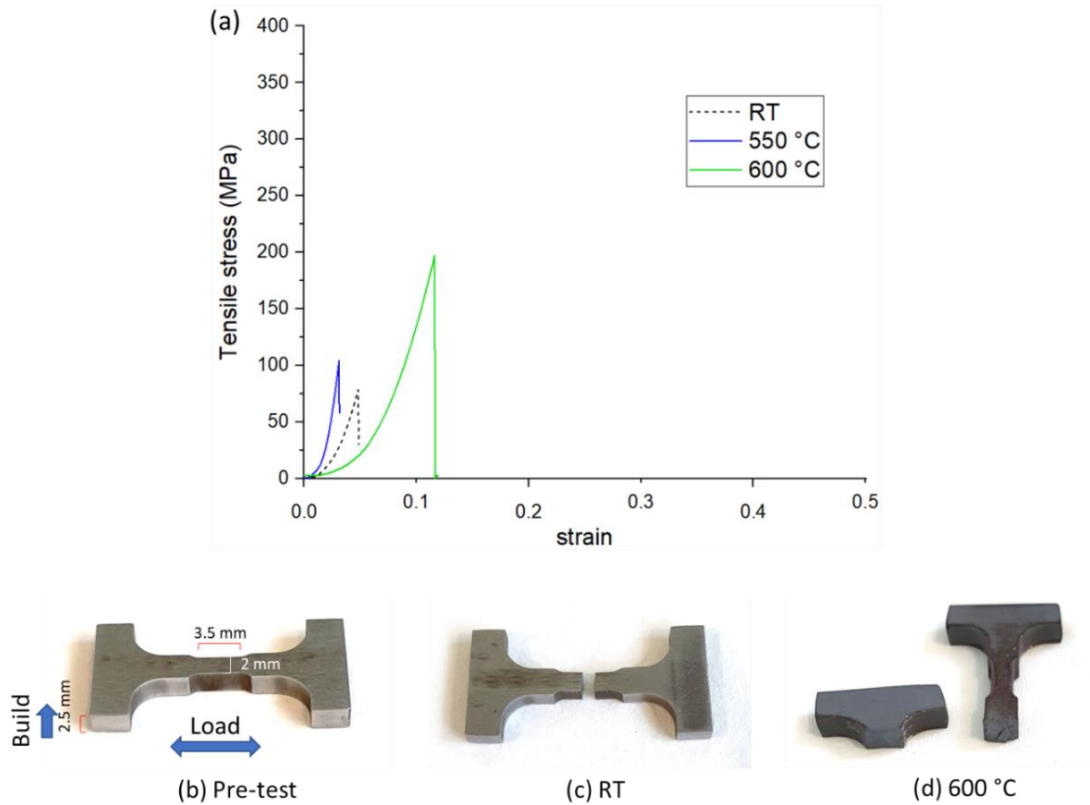 (a)
400
350
300
250
200
150
100
50
0
Tensile stress (MPa)
RT
550 °C
600 °C
0.0
0.1
0.2
0.3
0.4
0.5
strain
3.5 mm
2 mm
2.5 mm
Build
Load
(b) Pre-test
(c) RT
(d) 600 °C